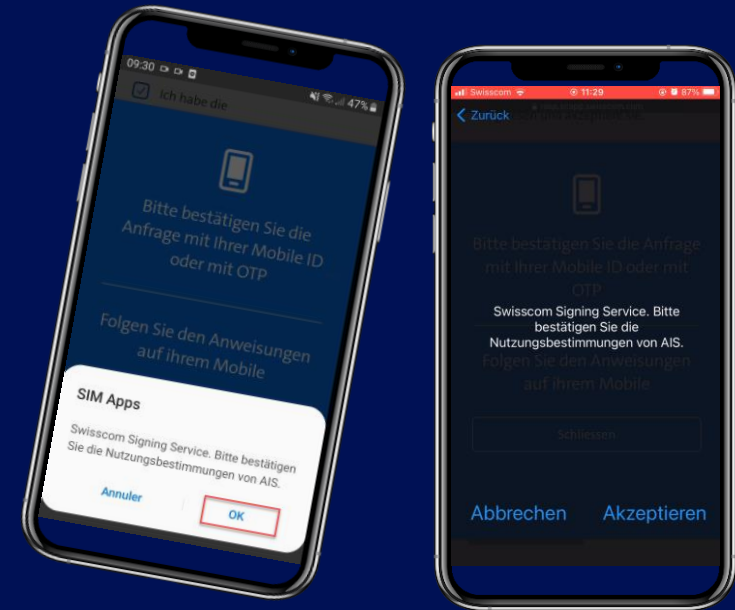 09:30
47%
Ich habe die
Bitte bestätigen Sie die
Anfrage mit Ihrer Mobile ID
oder mit OTP
Folgen Sie den Anweisungen
auf ihrem Mobile
SIM Apps
Swisscom Signing Service. Bitte bestätigen
Sie die Nutzungsbestimmungen von AIS.
Annuler
OK
Swisscom
11:29
87%
Zurück
Bitte bestätigen Sie die Anfrage
mit Ihrer Mobile ID oder mit
OTP
Swisscom Signing Service. Bitte
bestätigen Sie die
Nutzungsbestimmungen von AIS.
Folgen Sie den Anweisungen
auf ihrem Mobile
Schliessen
Abbrechen
Akzeptieren